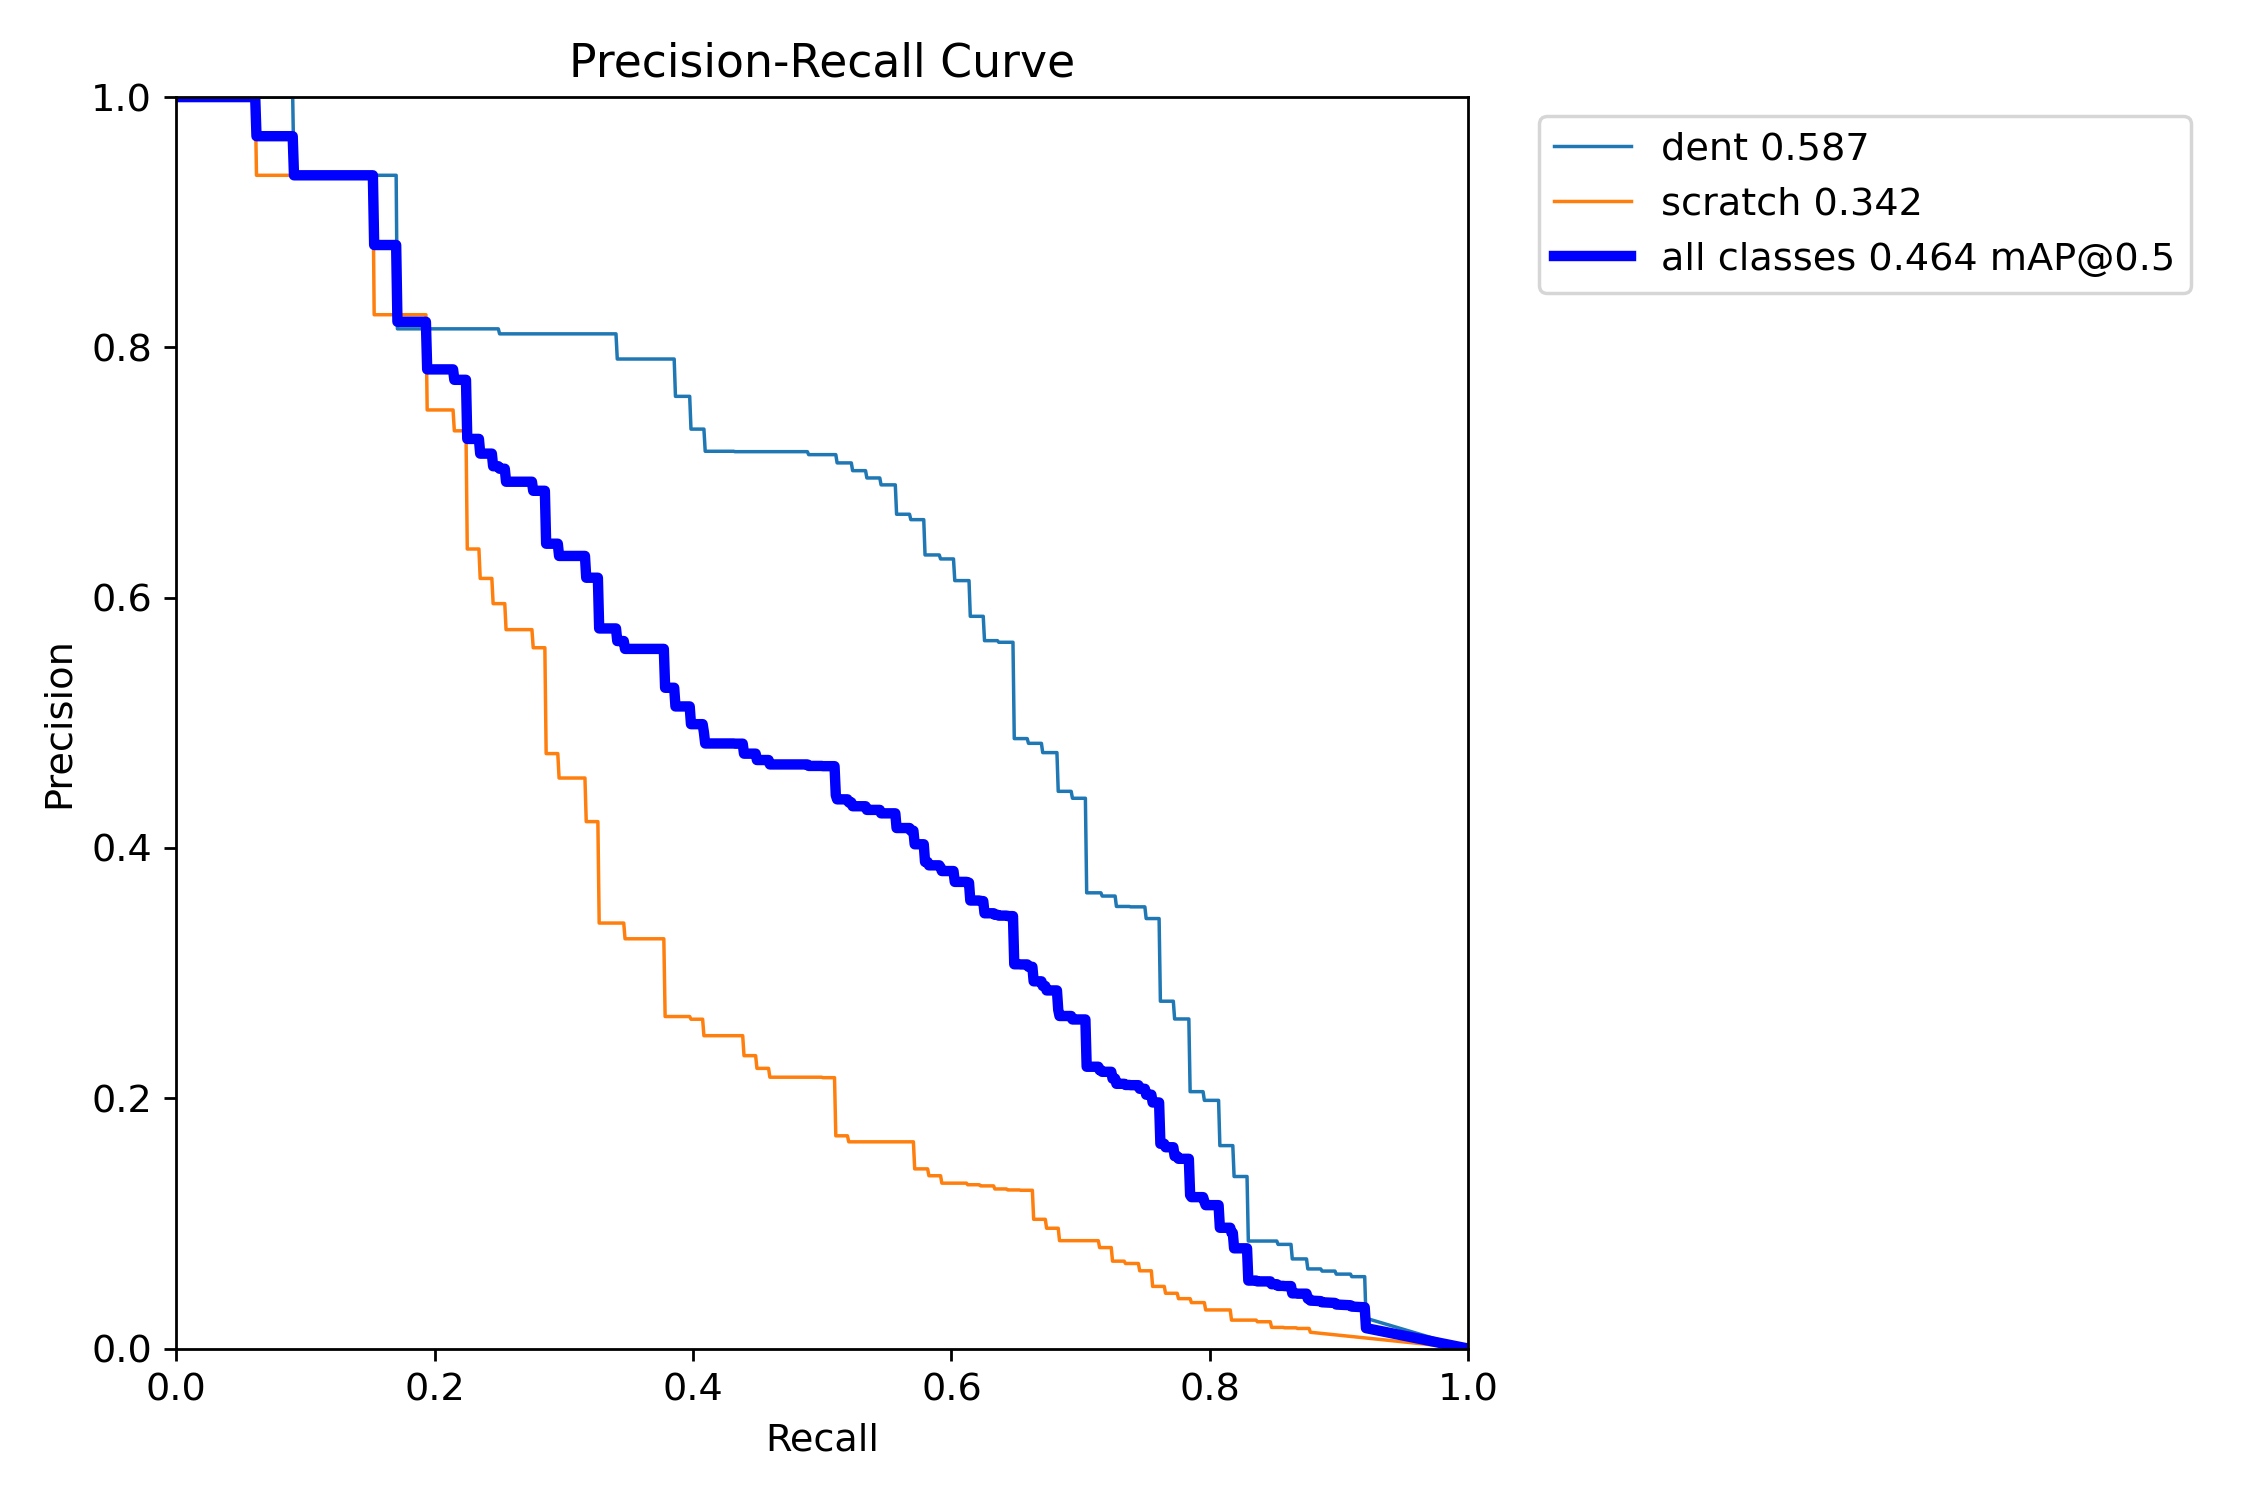 Precision-Recall Curve
dent 0.587
scratch 0.342
all classes 0.464 mAP@0.5
Precision
1.0
0.8
0.6
0.4
0.2
0.0
0.0 0.2 0.4 0.6 0.8 1.0
Recall